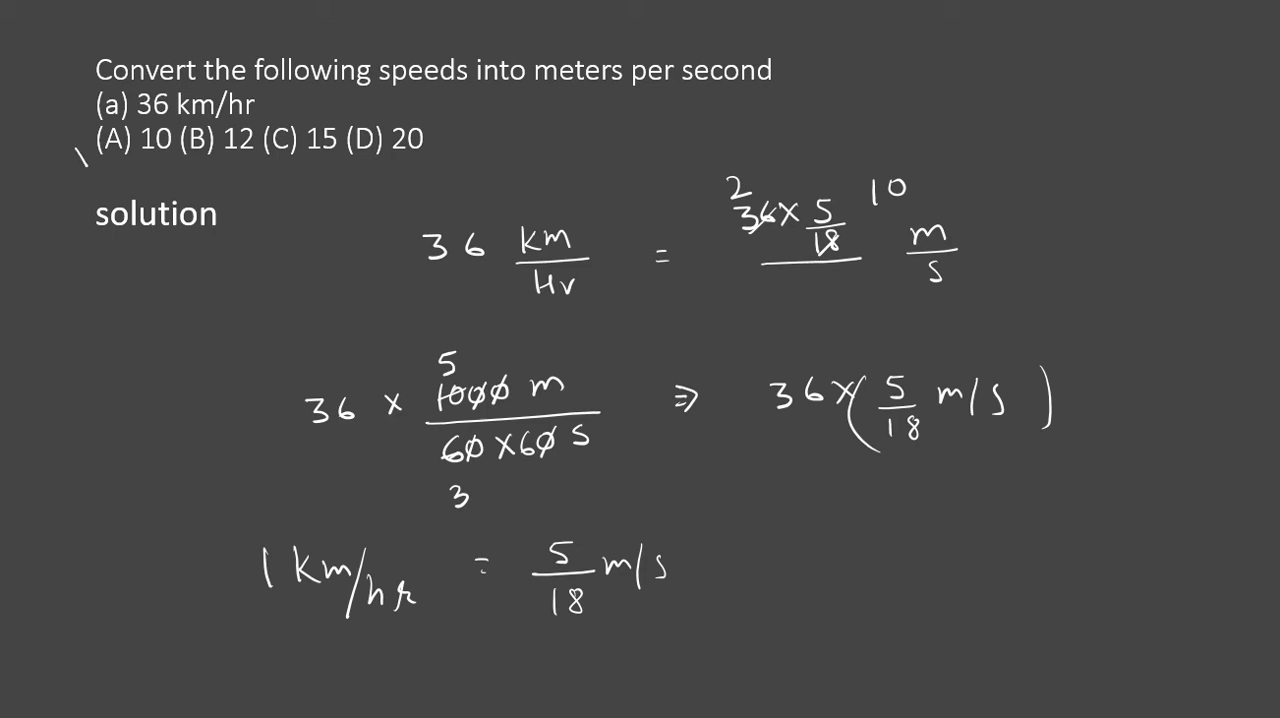 Convert the following speeds into meters per second
(a) 36 km/hr
(A) 10 (B) 12 (C) 15 (D) 20
solution
2 10
36 km/Hr = 36 × 5/18 m/s
5
36 × 1000 m / 60 × 60 s ⇒ 36 × (5/18 m/s)
3
1 km/hr = 5/18 m/s